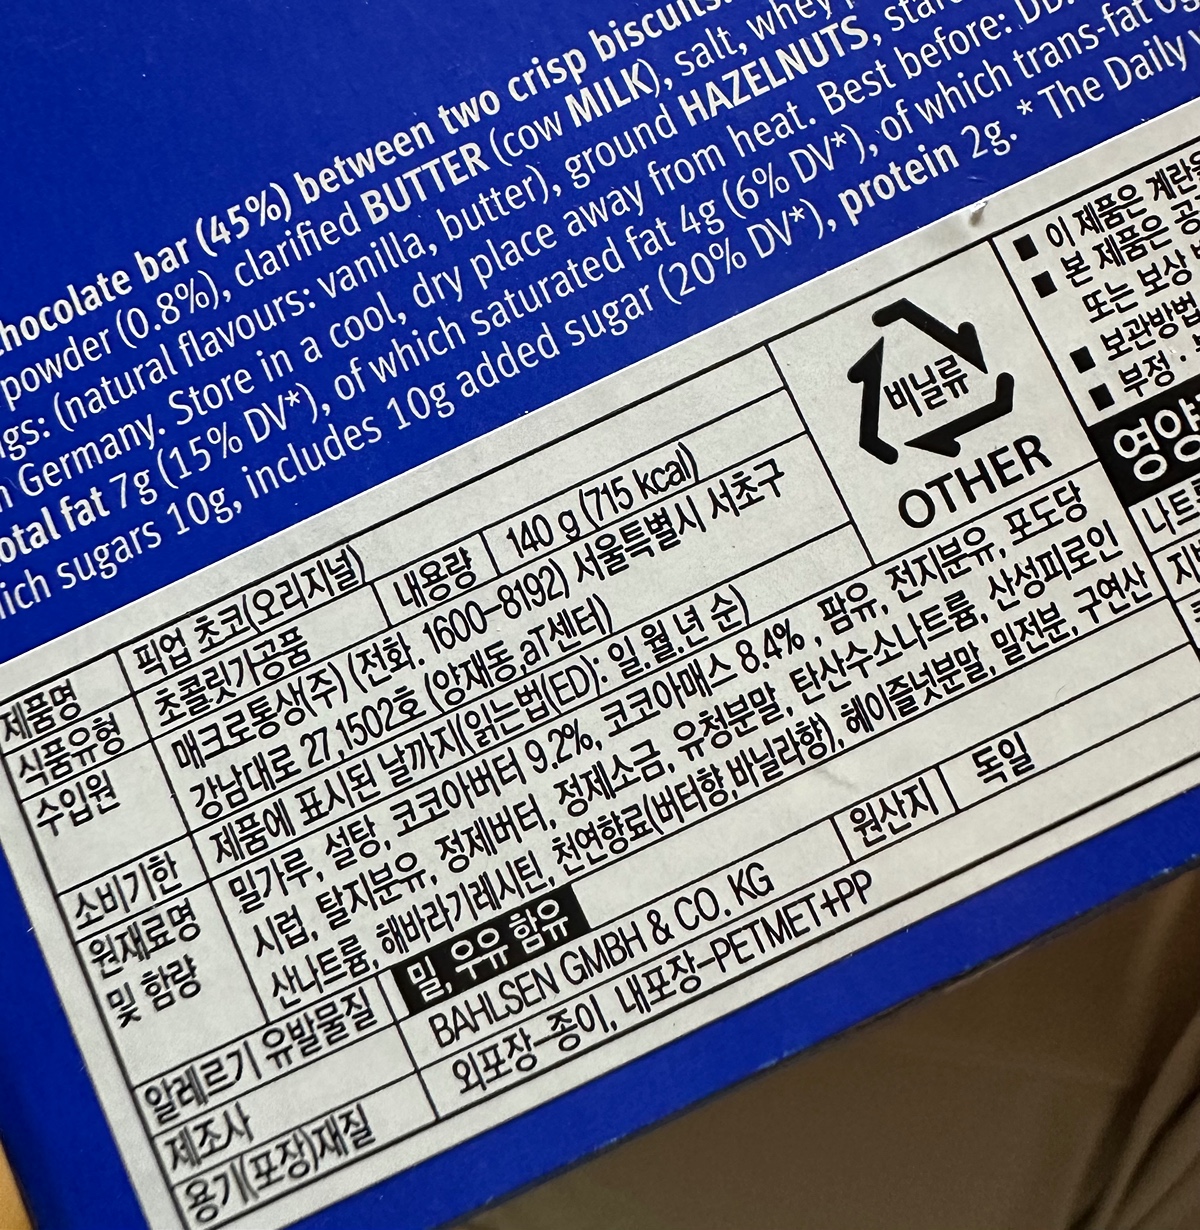 chocolate bar (45%) between two crisp biscuits.
powder (0.8%), clarified BUTTER (cow MILK), salt, whey
(natural flavours: vanilla, butter), ground HAZELNUTS,
Germany. Store in a cool, dry place away from heat. Best before:
total fat 7g (15% DV*), of which saturated fat 4g (6% DV*), of which trans-fat 0g
which sugars 10g, includes 10g added sugar (20% DV*), protein 2g. * The Daily
제품명 픽업 초코(오리지널)
식품유형 초콜릿가공품 내용량 140 g (715 kcal)
수입원 매크로통상(주) (전화. 1600-8192) 서울특별시 서초구
강남대로 27,1502호 (양재동,aT센터)
소비기한 제품에 표시된 날까지(읽는법(ED): 일.월.년 순)
원재료명 밀가루, 설탕, 코코아버터 9.2%, 코코아매스 8.4% , 팜유, 전지분유, 포도당
및 함량 시럽, 탈지분유, 정제버터, 정제소금, 유청분말, 탄산수소나트륨, 산성피로인
산나트륨, 해바라기레시틴, 천연향료(버터향,바닐라향), 헤이즐넛분말, 밀전분, 구연산
알레르기 유발물질 밀, 우유 함유
제조사 BAHLSEN GMBH & CO. KG 원산지 독일
용기(포장)재질 외포장-종이, 내포장-PETMET+PP
비닐류
OTHER
■ 이 제품은
■ 본 제품은
또는 보상
■ 보관방법
■ 부정 ·